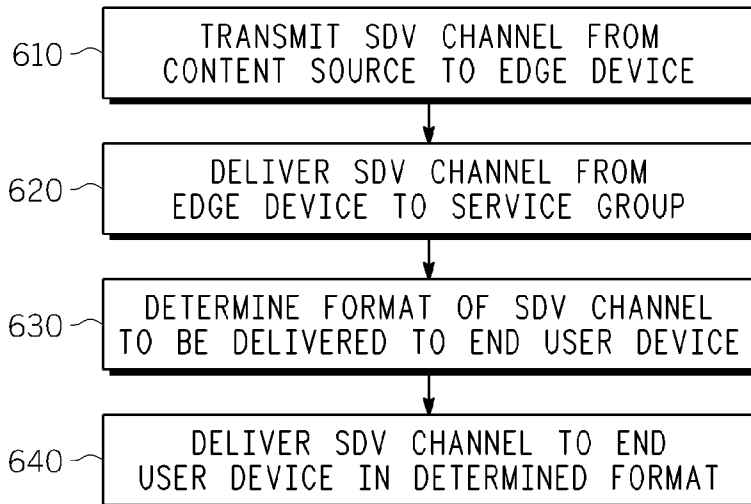 610
TRANSMIT SDV CHANNEL FROM
CONTENT SOURCE TO EDGE DEVICE
620
DELIVER SDV CHANNEL FROM
EDGE DEVICE TO SERVICE GROUP
630
DETERMINE FORMAT OF SDV CHANNEL
TO BE DELIVERED TO END USER DEVICE
640
DELIVER SDV CHANNEL TO END
USER DEVICE IN DETERMINED FORMAT